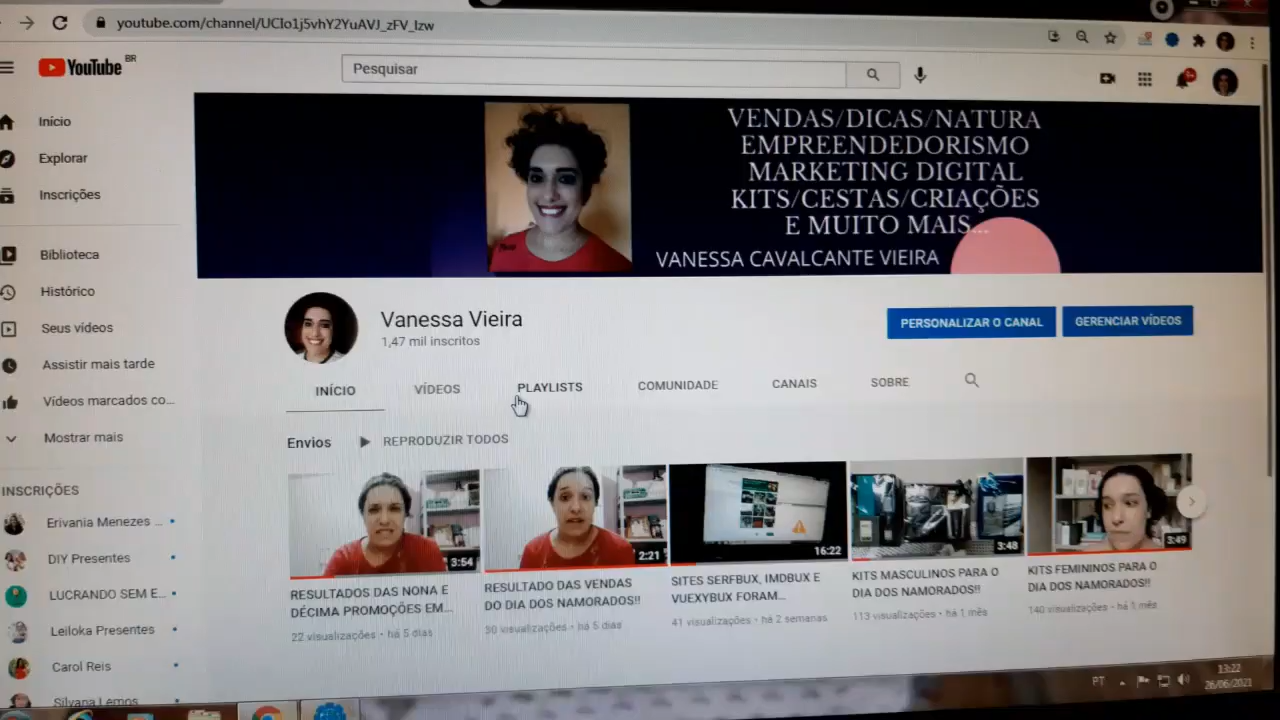 youtube.com/channel/UCIo1j5vhY2YuAVJ_zFV_lzw
YouTube BR
Pesquisar
9+
Início
Explorar
Inscrições
Biblioteca
Histórico
Seus vídeos
Assistir mais tarde
Vídeos marcados co...
Mostrar mais
INSCRIÇÕES
Erivania Menezes ...
DIY Presentes
LUCRANDO SEM E...
Leiloka Presentes
Carol Reis
Silvana Lemos
VENDAS/DICAS/NATURA
EMPREENDEDORISMO
MARKETING DIGITAL
KITS/CESTAS/CRIAÇÕES
E MUITO MAIS...
VANESSA CAVALCANTE VIEIRA
Vanessa Vieira
1,47 mil inscritos
PERSONALIZAR O CANAL
GERENCIAR VÍDEOS
INÍCIO
VÍDEOS
PLAYLISTS
COMUNIDADE
CANAIS
SOBRE
Envios
REPRODUZIR TODOS
3:54
RESULTADOS DAS NONA E
DÉCIMA PROMOÇÕES EM...
22 visualizações • há 5 dias
2:21
RESULTADO DAS VENDAS
DO DIA DOS NAMORADOS!!
30 visualizações • há 5 dias
16:22
SITES SERFBUX, IMDBUX E
VUEXYBUX FORAM...
41 visualizações • há 2 semanas
3:48
KITS MASCULINOS PARA O
DIA DOS NAMORADOS!!
113 visualizações • há 1 mês
3:49
KITS FEMININOS PARA O
DIA DOS NAMORADOS!!
140 visualizações • há 1 mês
PT
13:22
26/06/2021